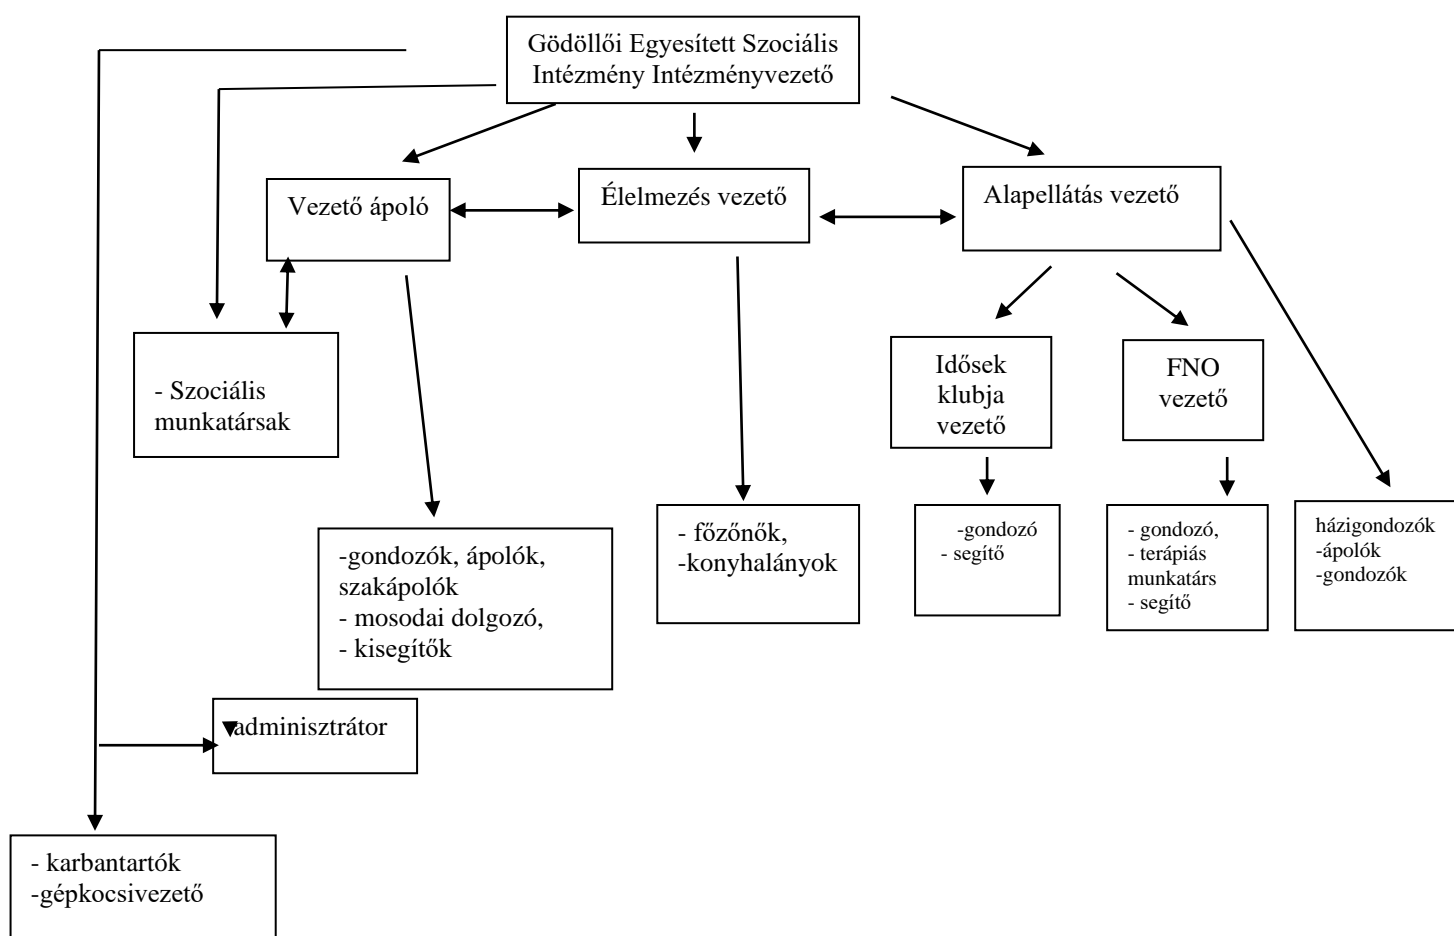 Gödöllői Egyesített Szociális
Intézmény Intézményvezető
Vezető ápoló
Élelmezés vezető
Alapellátás vezető
- Szociális
munkatársak
Idősek
klubja
vezető
FNO
vezető
-gondozók, ápolók,
szakápolók
- mosodai dolgozó,
- kisegítők
- főzőnők,
-konyhalányok
-gondozó
- segítő
- gondozó,
- terápiás
munkatárs
- segítő
házigondozók
-ápolók
-gondozók
adminisztrátor
- karbantartók
-gépkocsivezető